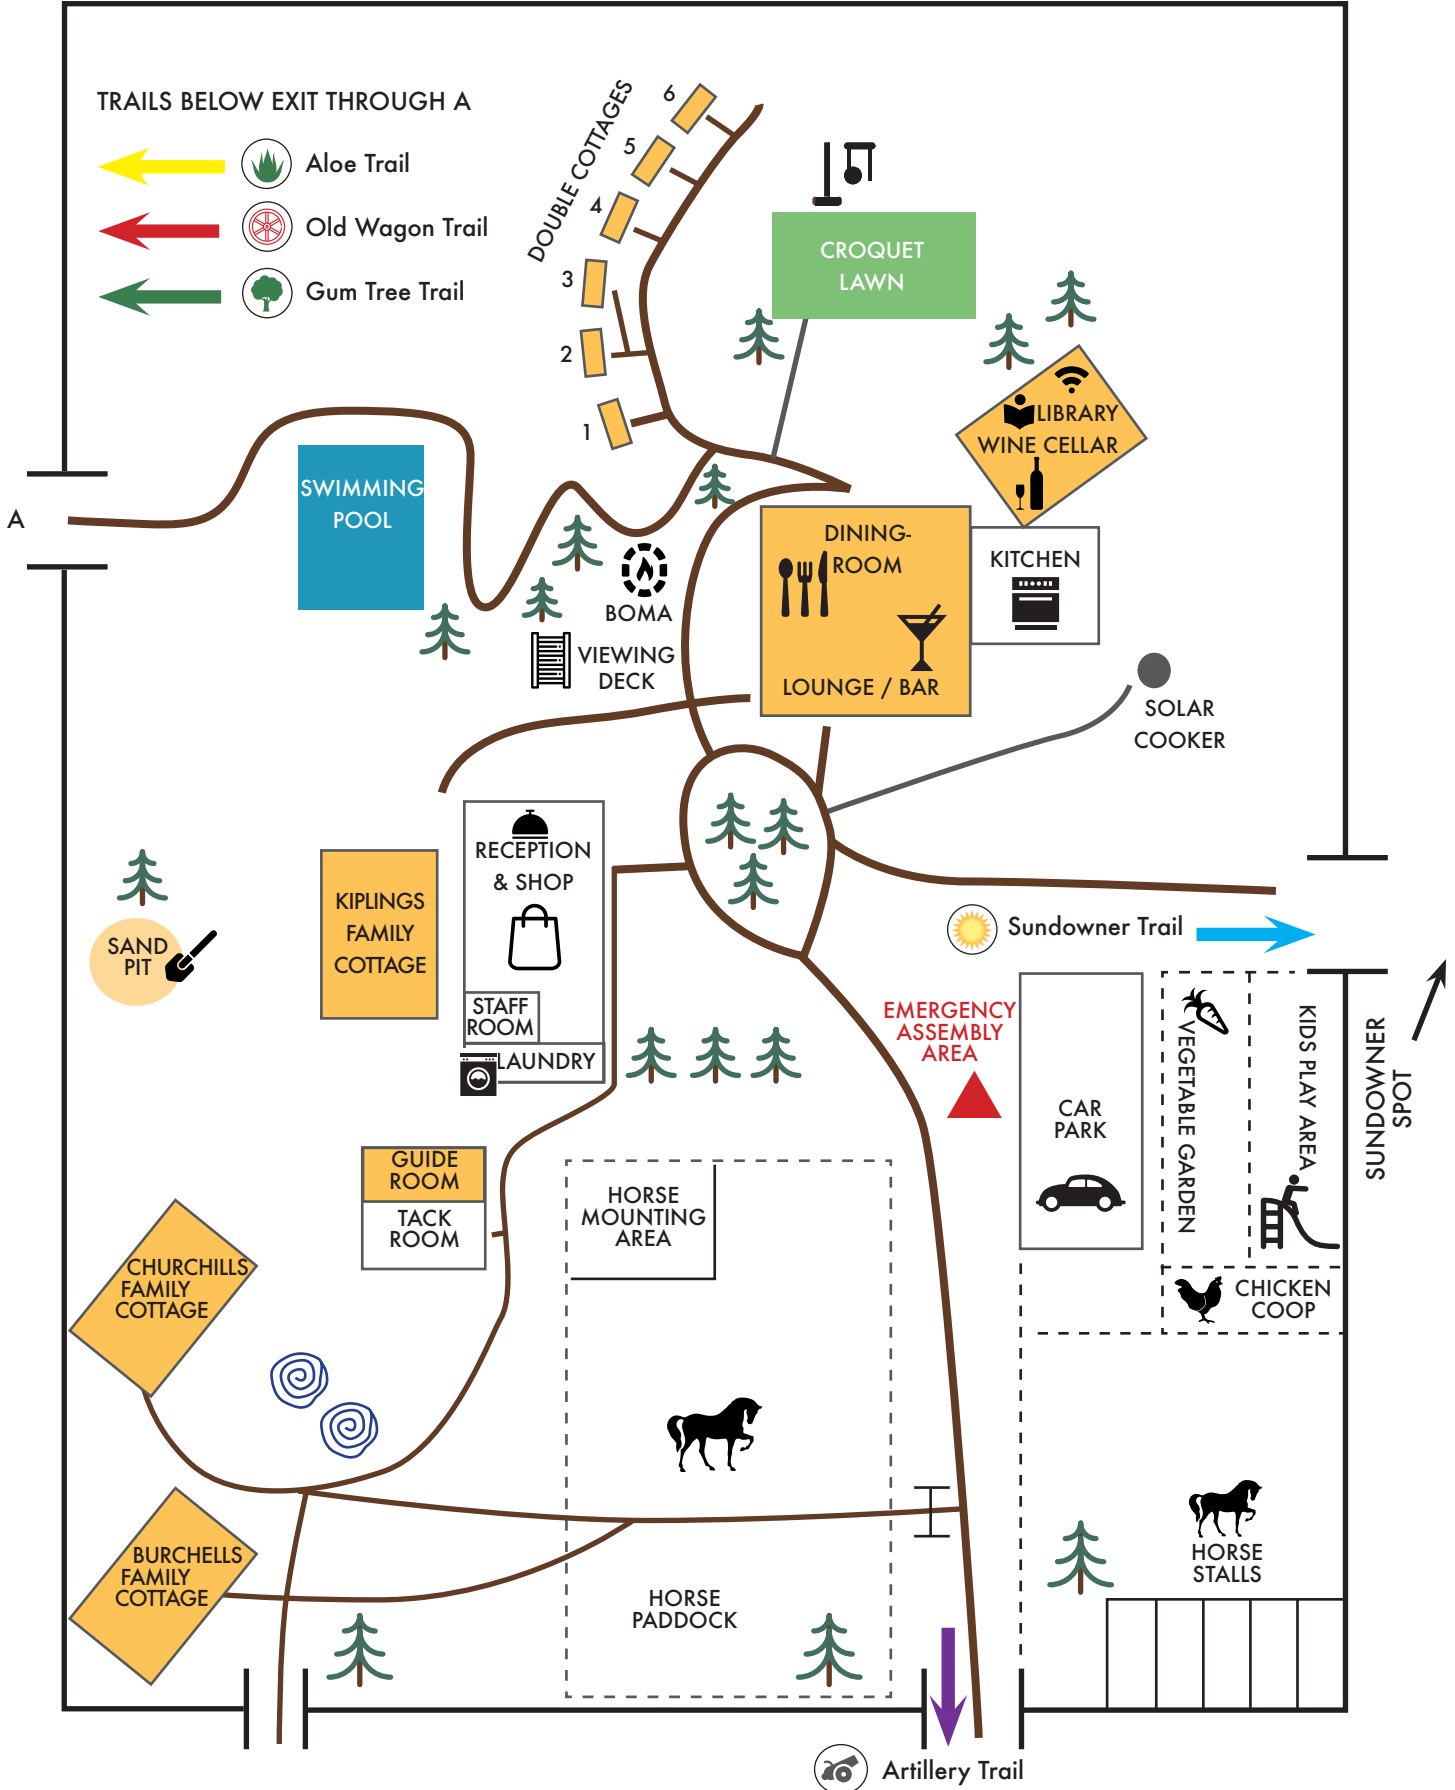 TRAILS BELOW EXIT THROUGH A
Aloe Trail
Old Wagon Trail
Gum Tree Trail
DOUBLE COTTAGES
6
5
4
3
2
1
CROQUET
LAWN
LIBRARY
WINE CELLAR
A
SWIMMING
POOL
DINING-
ROOM
KITCHEN
BOMA
VIEWING
DECK
LOUNGE / BAR
SOLAR
COOKER
RECEPTION
& SHOP
KIPLINGS
FAMILY
COTTAGE
SAND
PIT
Sundowner Trail
STAFF
ROOM
LAUNDRY
EMERGENCY
ASSEMBLY
AREA
CAR
PARK
VEGETABLE GARDEN
KIDS PLAY AREA
SUNDOWNER
SPOT
GUIDE
ROOM
TACK
ROOM
HORSE
MOUNTING
AREA
CHURCHILLS
FAMILY
COTTAGE
CHICKEN
COOP
BURCHELLS
FAMILY
COTTAGE
HORSE
PADDOCK
HORSE
STALLS
Artillery Trail